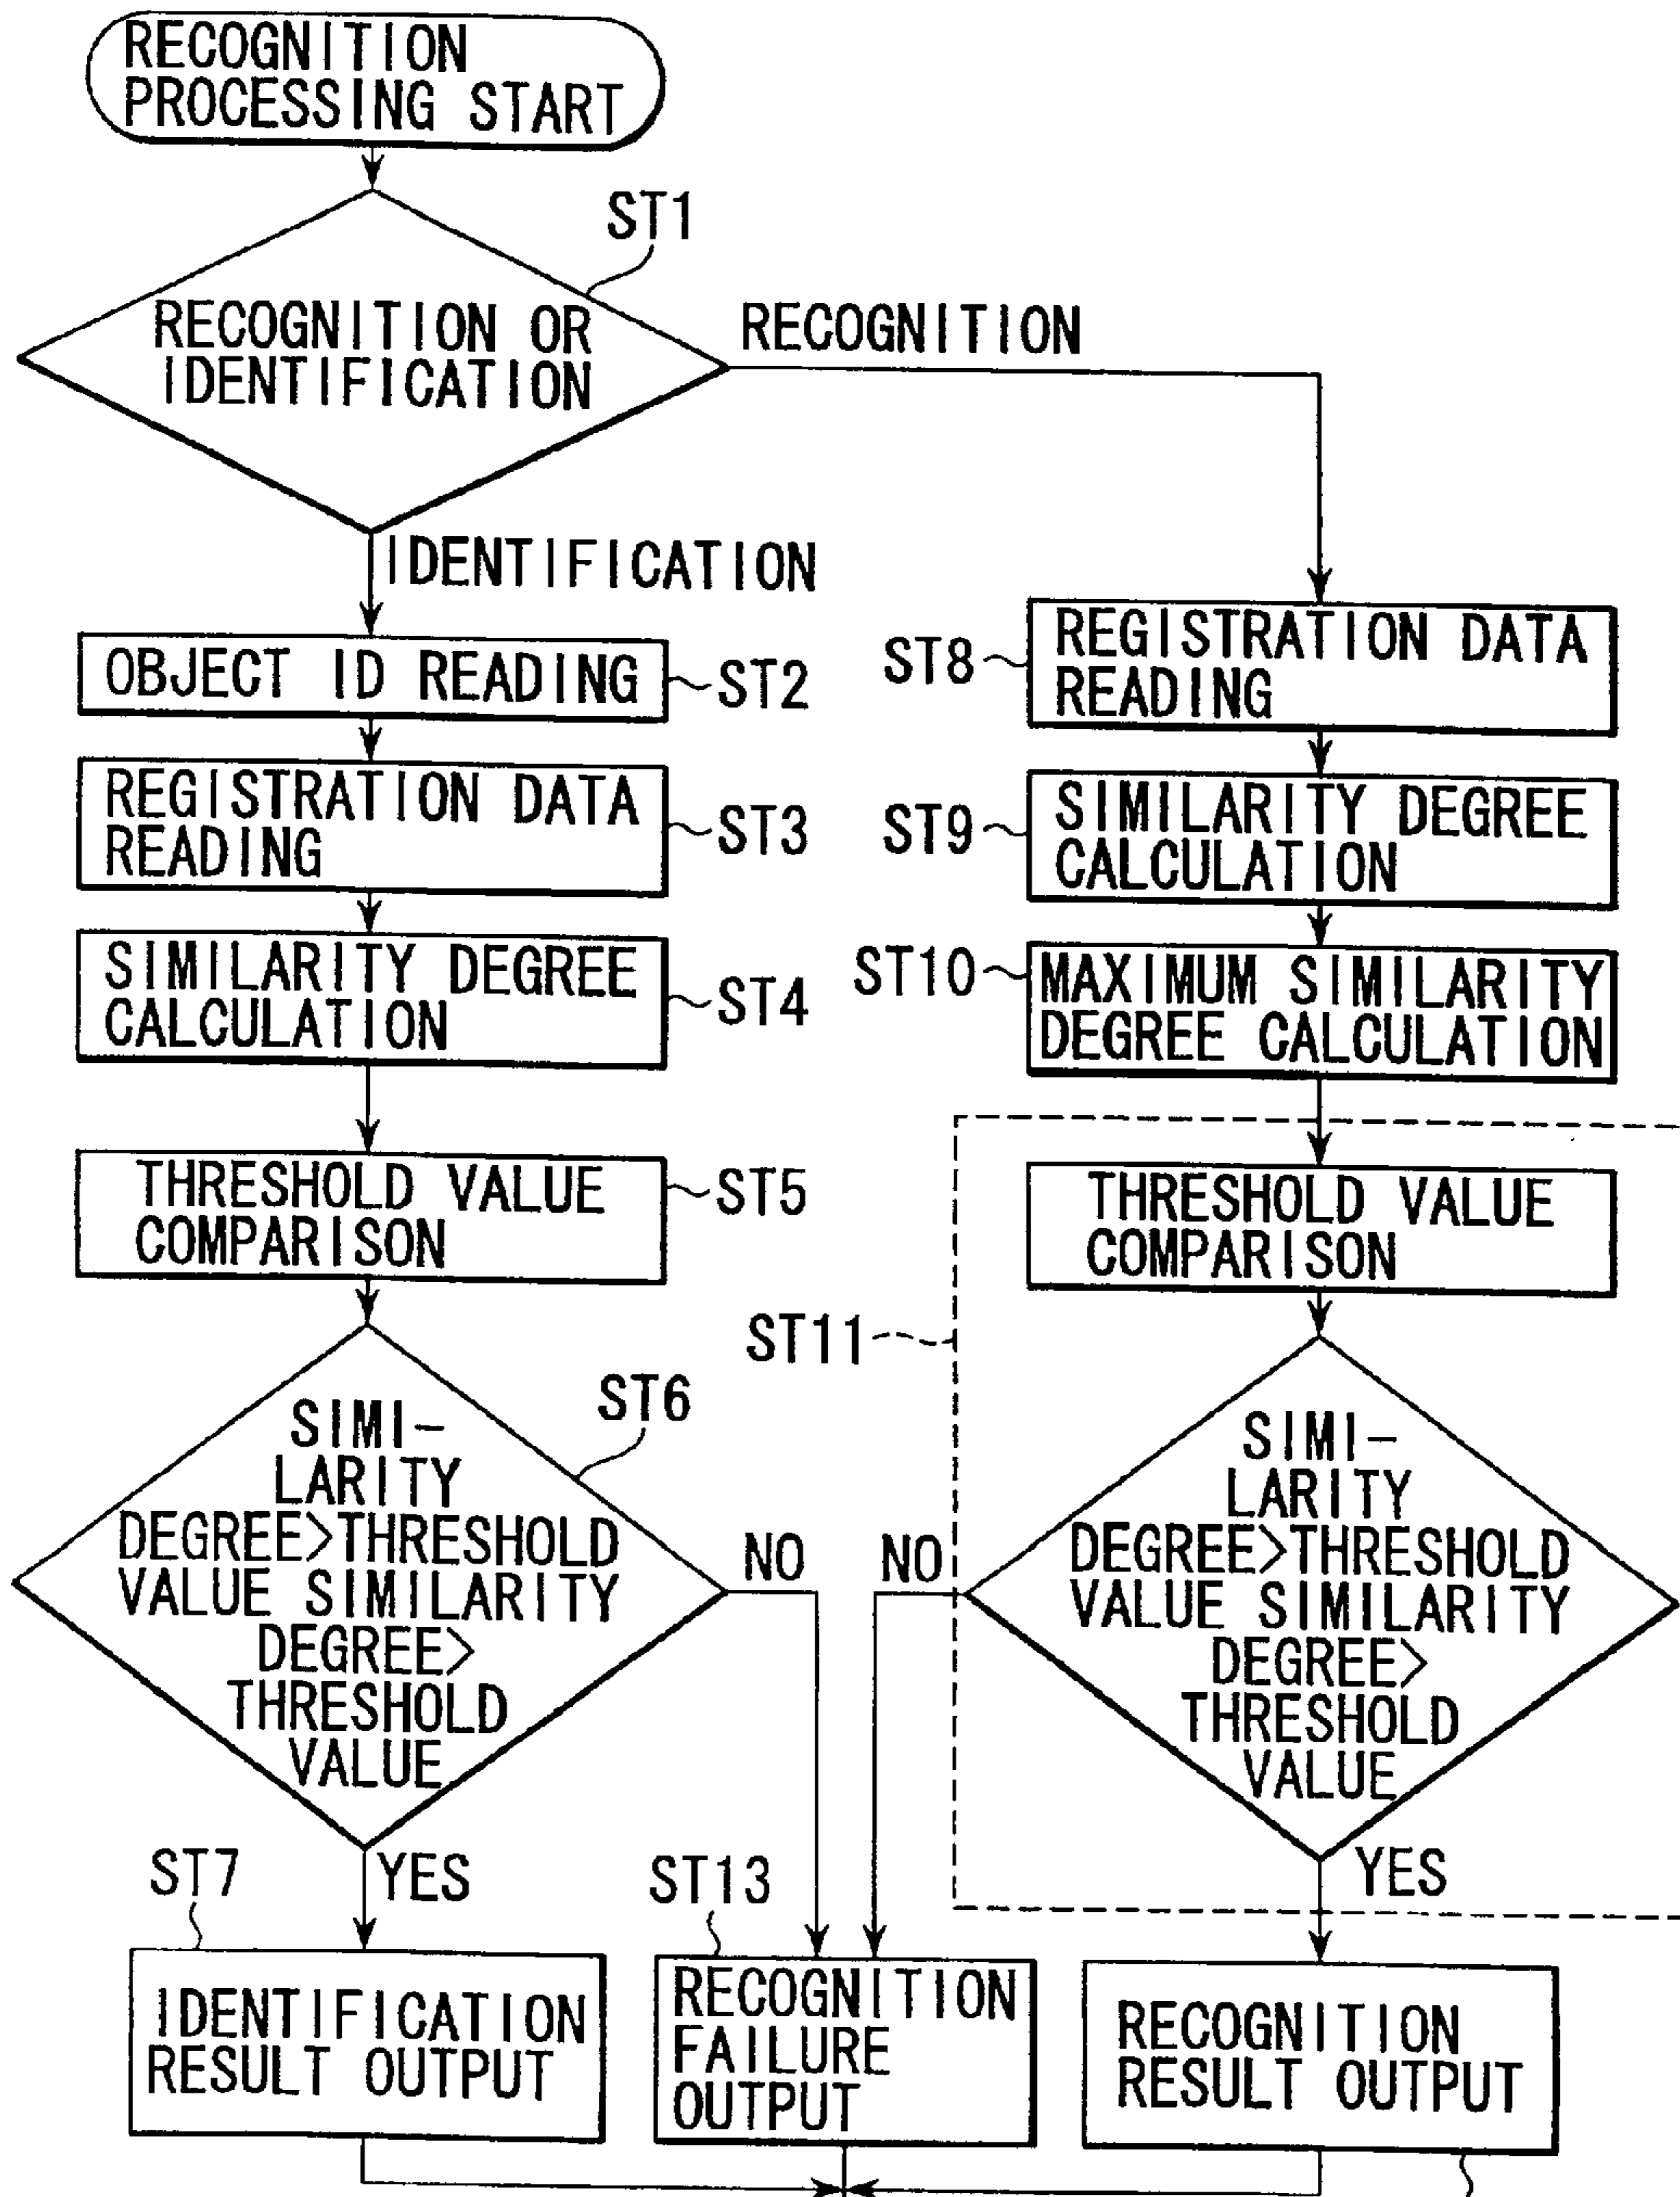 RECOGNITION
PROCESSING START
ST1
RECOGNITION OR
IDENTIFICATION
RECOGNITION
IDENTIFICATION
OBJECT ID READING
ST2
REGISTRATION DATA
READING
ST3
SIMILARITY DEGREE
CALCULATION
ST4
THRESHOLD VALUE
COMPARISON
ST5
ST6
SIMI-
LARITY
DEGREE>THRESHOLD
VALUE SIMILARITY
DEGREE>
THRESHOLD
VALUE
NO
YES
ST7
IDENTIFICATION
RESULT OUTPUT
ST8
REGISTRATION DATA
READING
ST9
SIMILARITY DEGREE
CALCULATION
ST10
MAXIMUM SIMILARITY
DEGREE CALCULATION
ST11
THRESHOLD VALUE
COMPARISON
SIMI-
LARITY
DEGREE>THRESHOLD
VALUE SIMILARITY
DEGREE>
THRESHOLD
VALUE
NO
YES
ST13
RECOGNITION
FAILURE
OUTPUT
RECOGNITION
RESULT OUTPUT